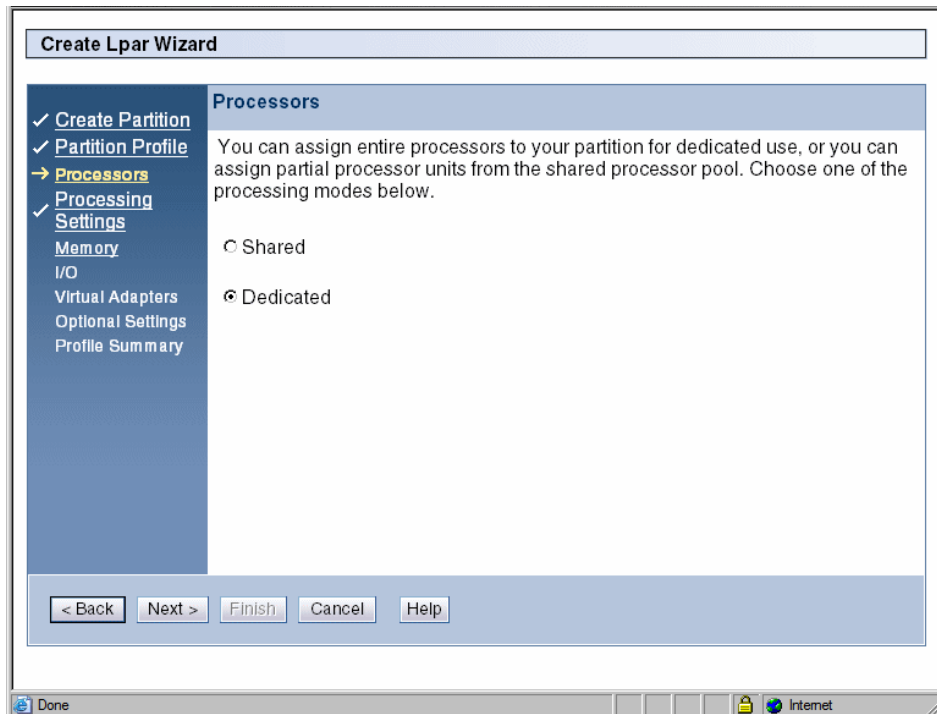 Create Lpar Wizard
Create Partition
Partition Profile
Processors
Processing
Settings
Memory
I/O
Virtual Adapters
Optional Settings
Profile Summary
Processors
You can assign entire processors to your partition for dedicated use, or you can
assign partial processor units from the shared processor pool. Choose one of the
processing modes below.
Shared
Dedicated
< Back Next > Finish Cancel Help
Done Internet